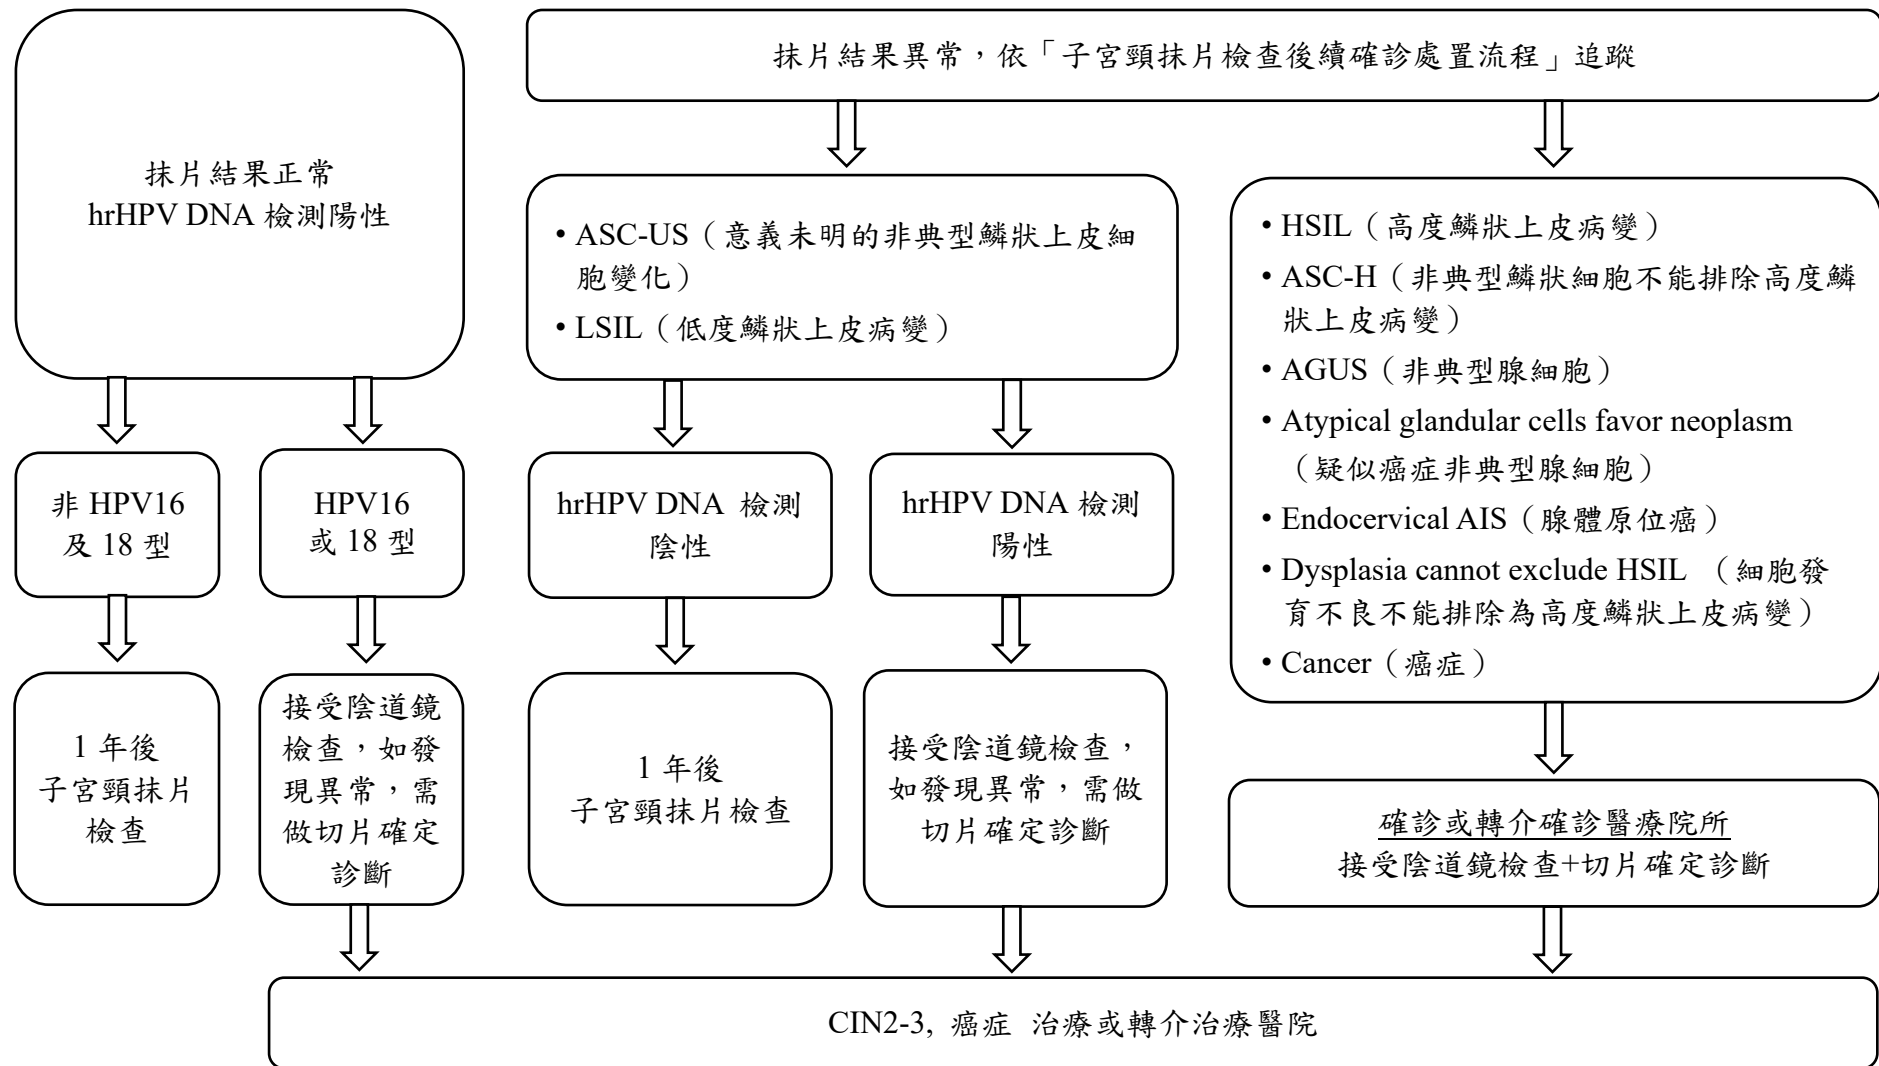 抹片結果正常
hrHPV DNA 檢測陽性
非 HPV16
及 18 型
HPV16
或 18 型
1 年後
子宮頸抹片
檢查
接受陰道鏡
檢查，如發
現異常，需
做切片確定
診斷
抹片結果異常，依「子宮頸抹片檢查後續確診處置流程」追蹤
• ASC-US（意義未明的非典型鱗狀上皮細
胞變化）
• LSIL（低度鱗狀上皮病變）
hrHPV DNA 檢測
陰性
hrHPV DNA 檢測
陽性
1 年後
子宮頸抹片檢查
接受陰道鏡檢查，
如發現異常，需做
切片確定診斷
• HSIL（高度鱗狀上皮病變）
• ASC-H（非典型鱗狀細胞不能排除高度鱗
狀上皮病變）
• AGUS（非典型腺細胞）
• Atypical glandular cells favor neoplasm
（疑似癌症非典型腺細胞）
• Endocervical AIS（腺體原位癌）
• Dysplasia cannot exclude HSIL （細胞發
育不良不能排除為高度鱗狀上皮病變）
• Cancer（癌症）
確診或轉介確診醫療院所
接受陰道鏡檢查+切片確定診斷
CIN2-3, 癌症 治療或轉介治療醫院